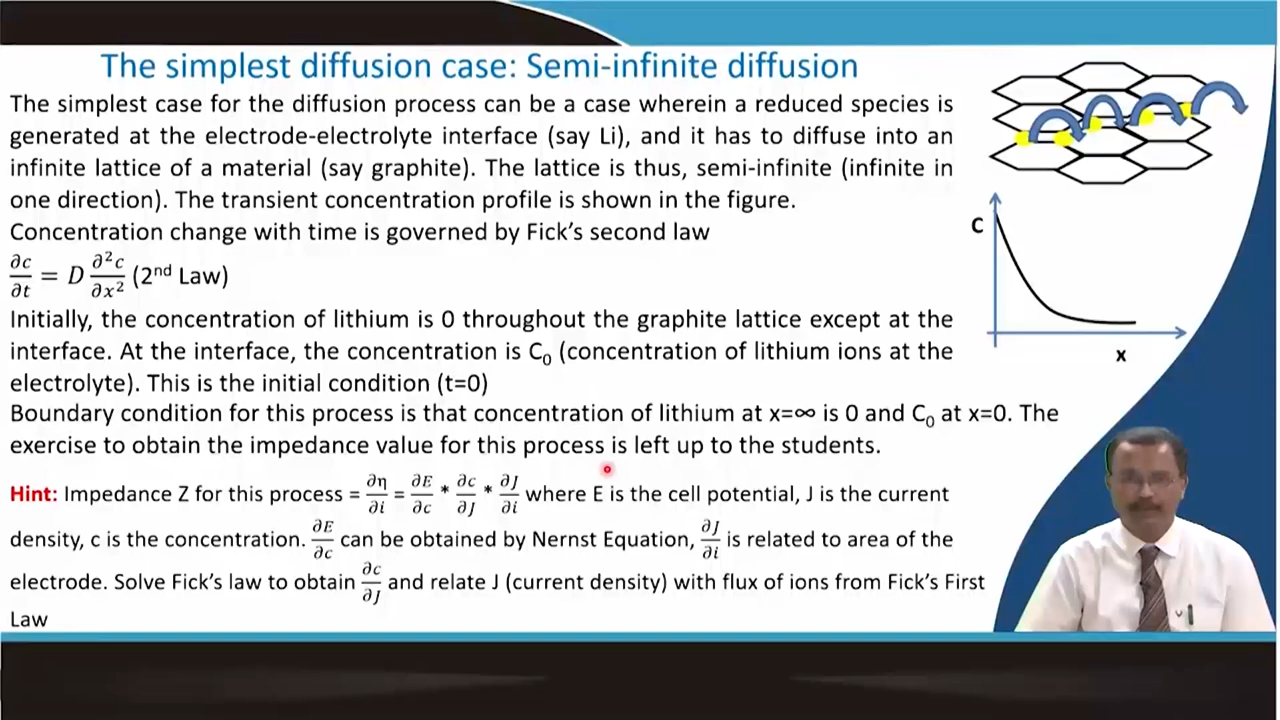 The simplest diffusion case: Semi-infinite diffusion
The simplest case for the diffusion process can be a case wherein a reduced species is
generated at the electrode-electrolyte interface (say Li), and it has to diffuse into an
infinite lattice of a material (say graphite). The lattice is thus, semi-infinite (infinite in
one direction). The transient concentration profile is shown in the figure.
Concentration change with time is governed by Fick's second law
∂c/∂t = D ∂²c/∂x² (2nd Law)
Initially, the concentration of lithium is 0 throughout the graphite lattice except at the
interface. At the interface, the concentration is C₀ (concentration of lithium ions at the
electrolyte). This is the initial condition (t=0)
Boundary condition for this process is that concentration of lithium at x=∞ is 0 and C₀ at x=0. The
exercise to obtain the impedance value for this process is left up to the students.
Hint: Impedance Z for this process = ∂η/∂i = ∂E/∂c * ∂c/∂J * ∂J/∂i where E is the cell potential, J is the current
density, c is the concentration. ∂E/∂c can be obtained by Nernst Equation, ∂J/∂i is related to area of the
electrode. Solve Fick's law to obtain ∂c/∂J and relate J (current density) with flux of ions from Fick's First
Law
C
x